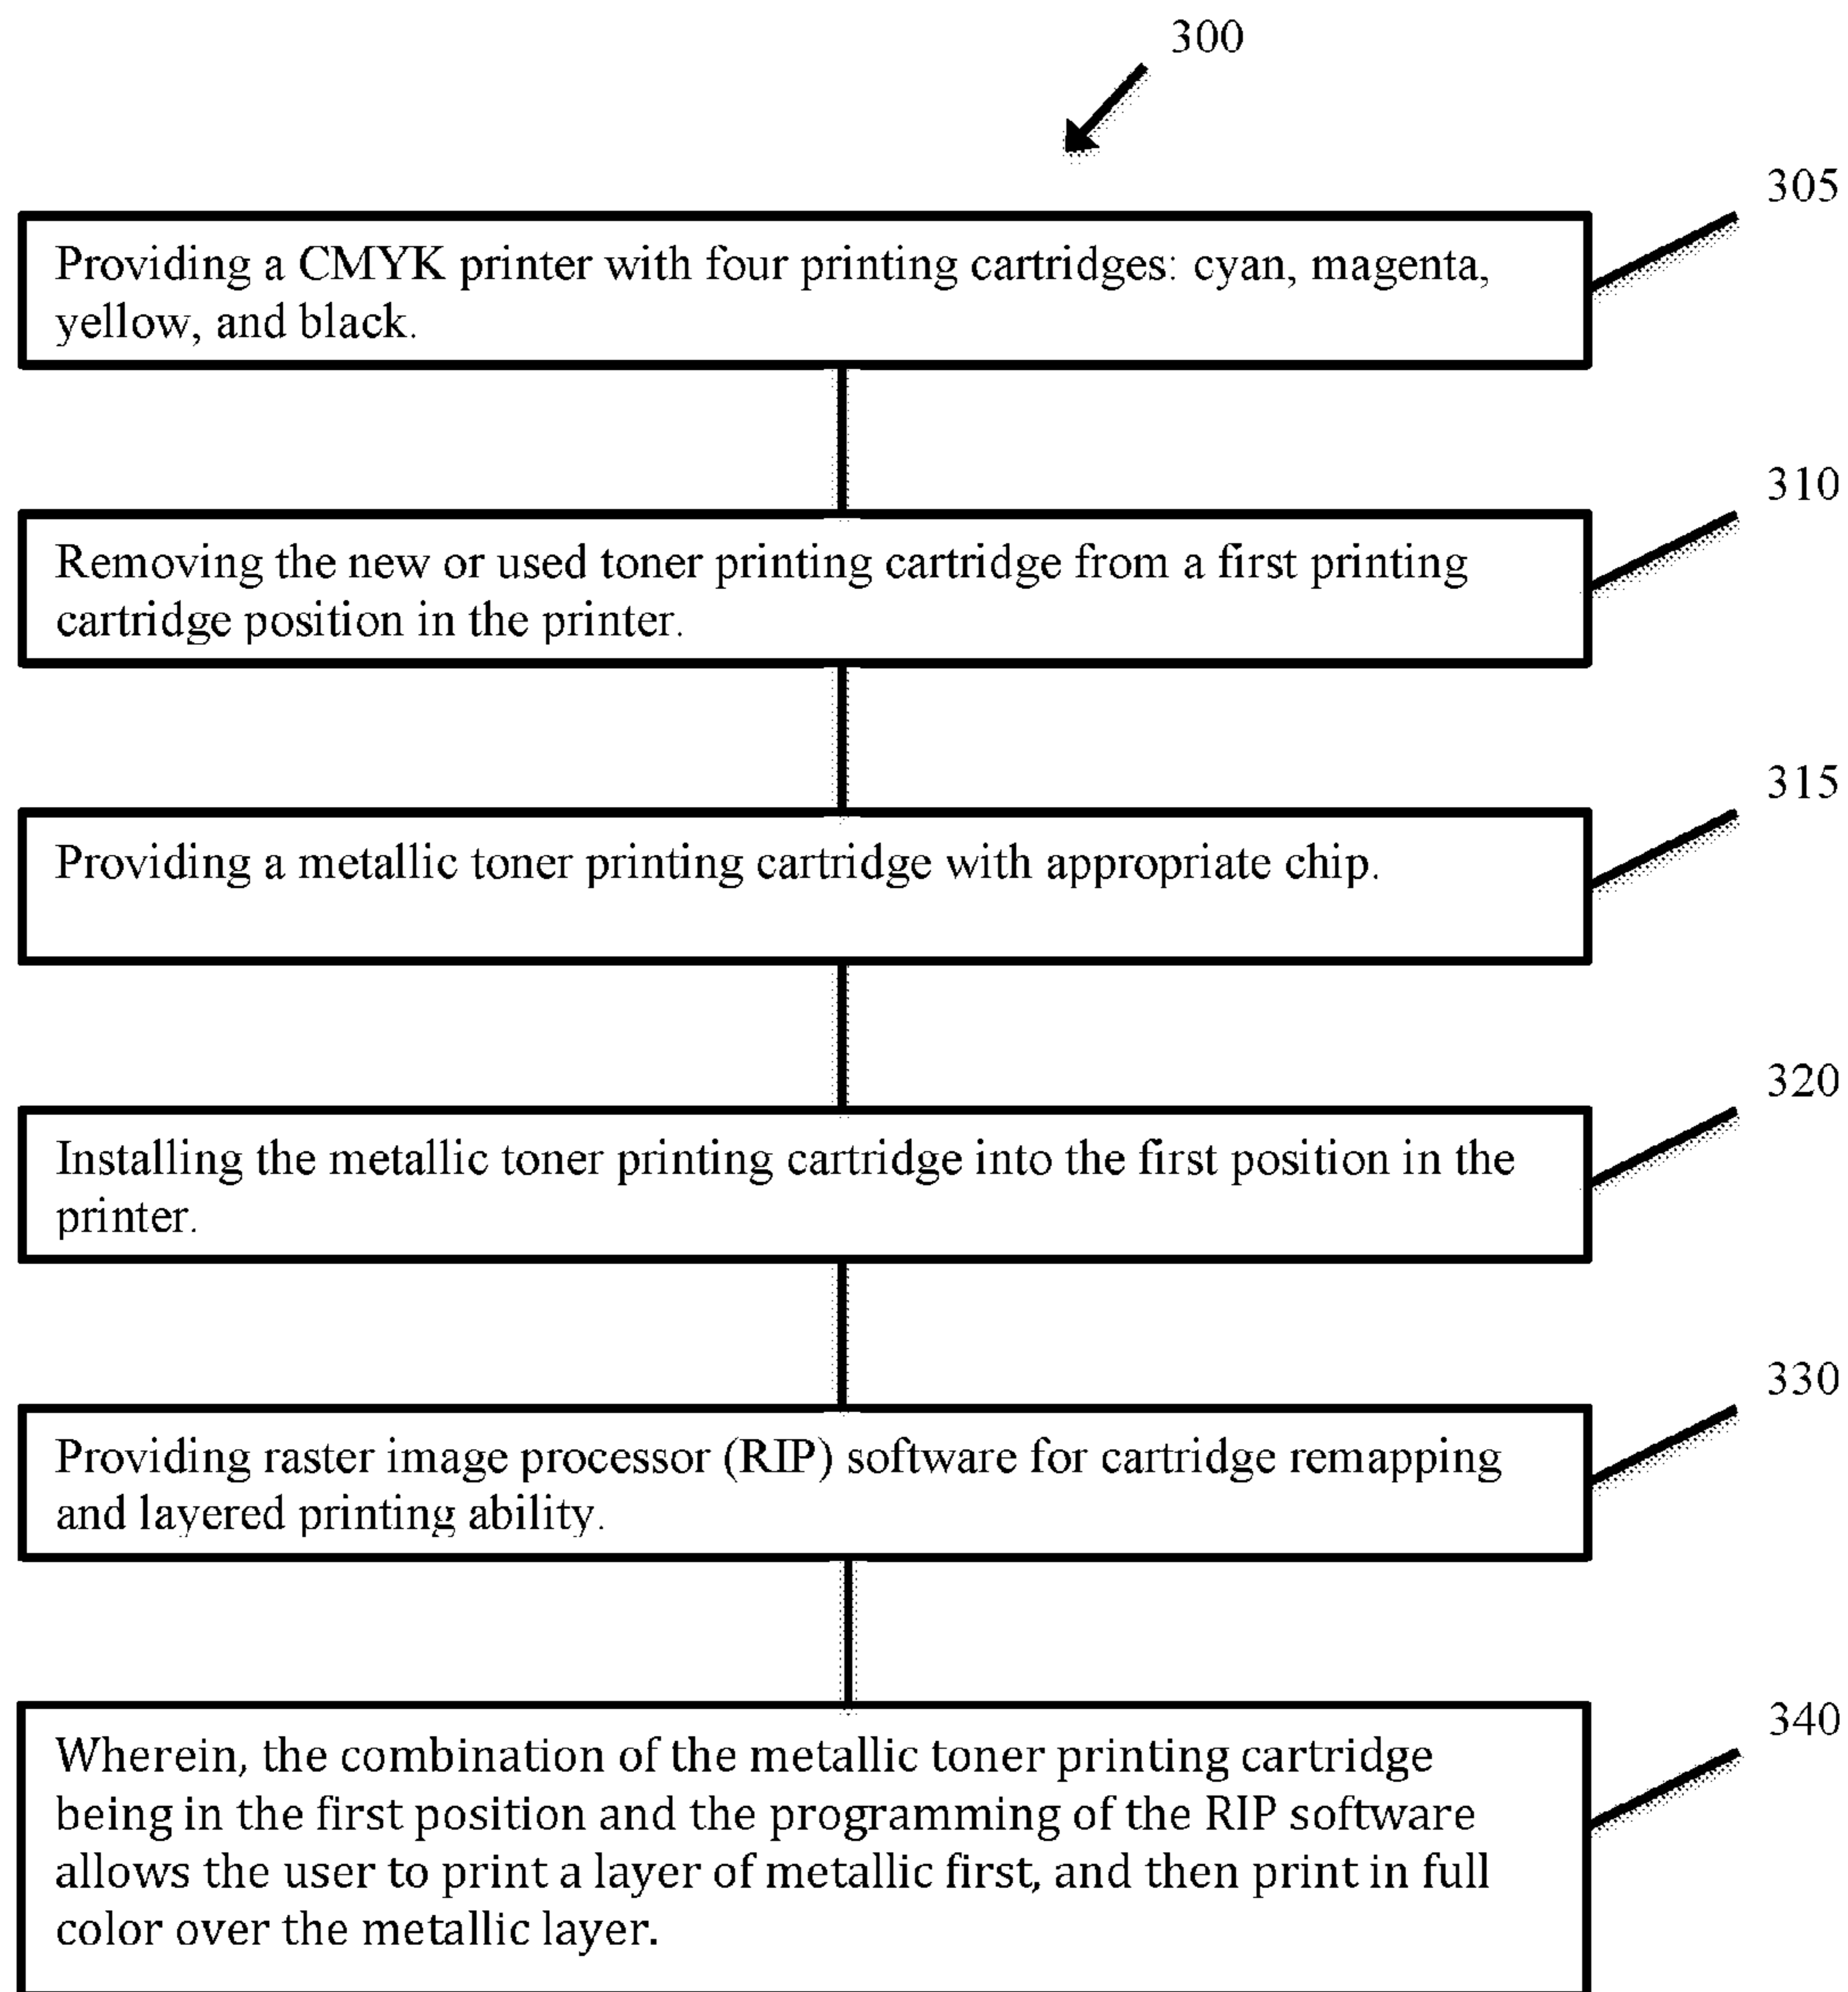 300
305
Providing a CMYK printer with four printing cartridges: cyan, magenta,
yellow, and black.
310
Removing the new or used toner printing cartridge from a first printing
cartridge position in the printer.
315
Providing a metallic toner printing cartridge with appropriate chip.
320
Installing the metallic toner printing cartridge into the first position in the
printer.
330
Providing raster image processor (RIP) software for cartridge remapping
and layered printing ability.
340
Wherein, the combination of the metallic toner printing cartridge
being in the first position and the programming of the RIP software
allows the user to print a layer of metallic first, and then print in full
color over the metallic layer.